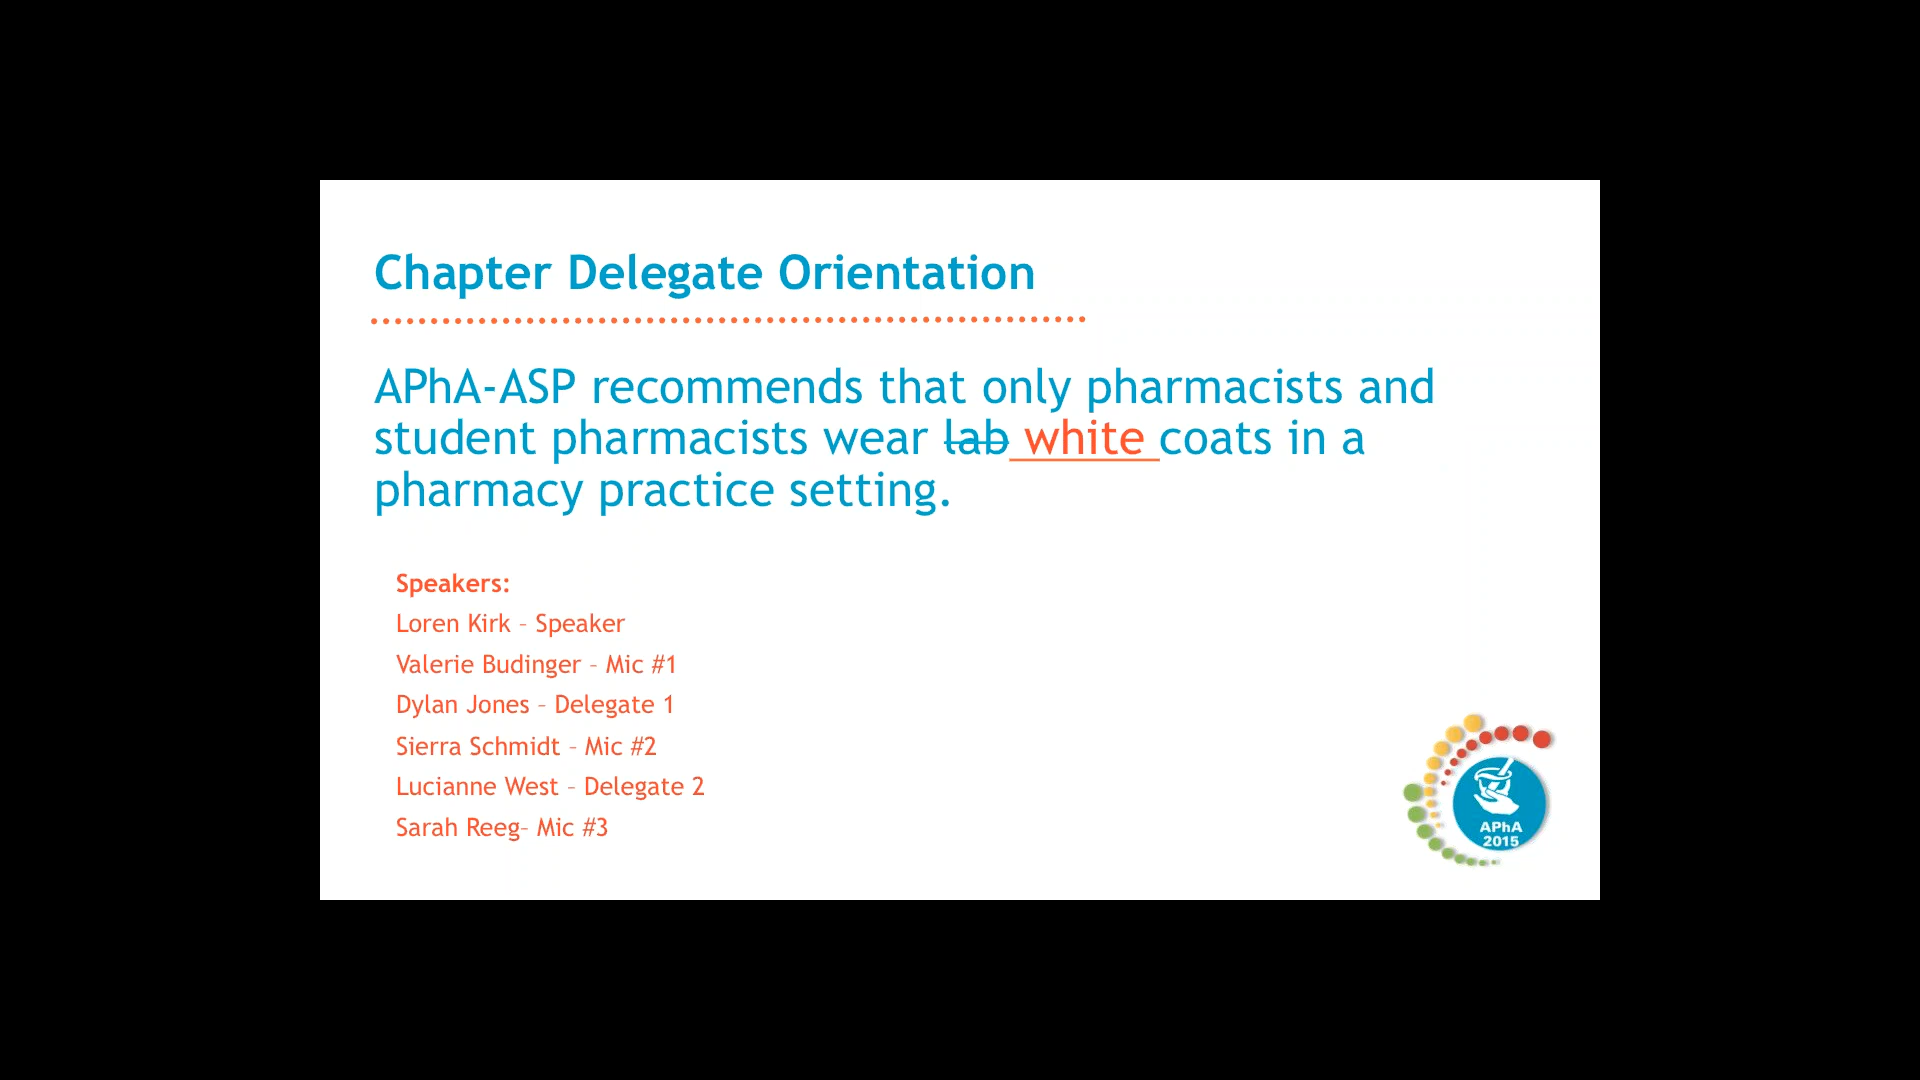 Chapter Delegate Orientation
APhA-ASP recommends that only pharmacists and
student pharmacists wear lab white coats in a
pharmacy practice setting.
Speakers:
Loren Kirk – Speaker
Valerie Budinger – Mic #1
Dylan Jones – Delegate 1
Sierra Schmidt – Mic #2
Lucianne West – Delegate 2
Sarah Reeg– Mic #3
APhA
2015